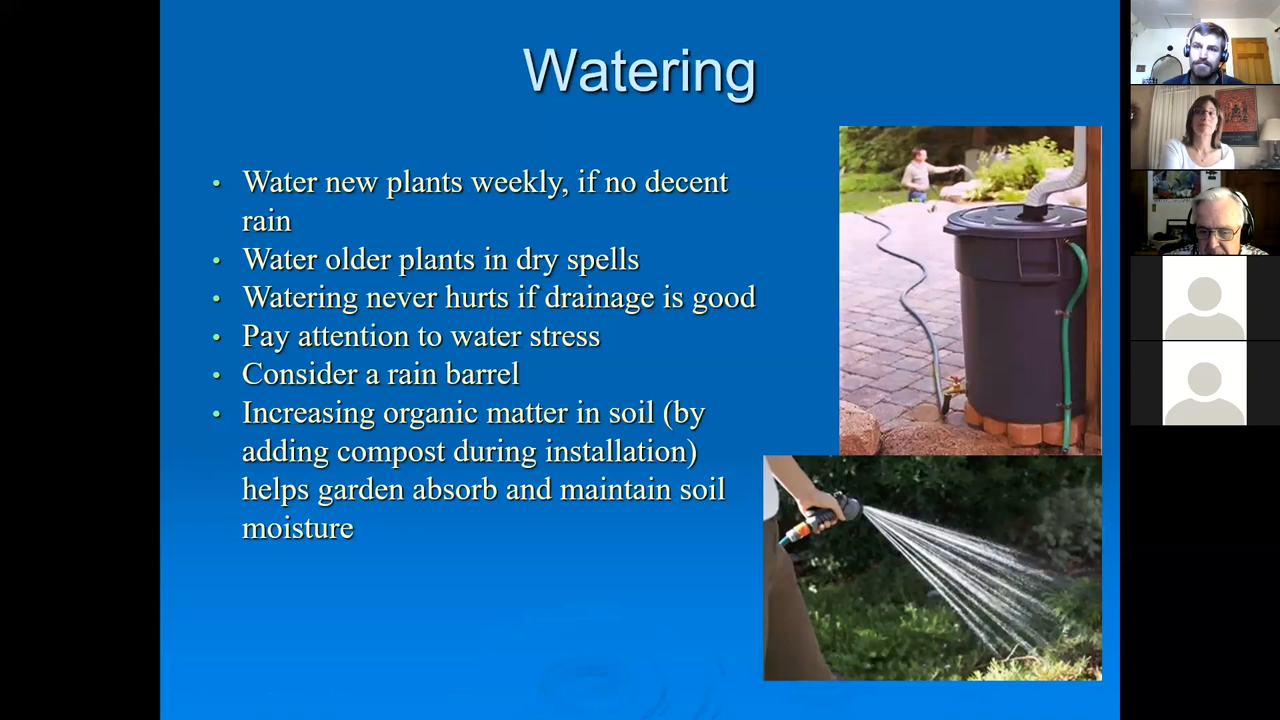 Watering
• Water new plants weekly, if no decent
rain
• Water older plants in dry spells
• Watering never hurts if drainage is good
• Pay attention to water stress
• Consider a rain barrel
• Increasing organic matter in soil (by
adding compost during installation)
helps garden absorb and maintain soil
moisture